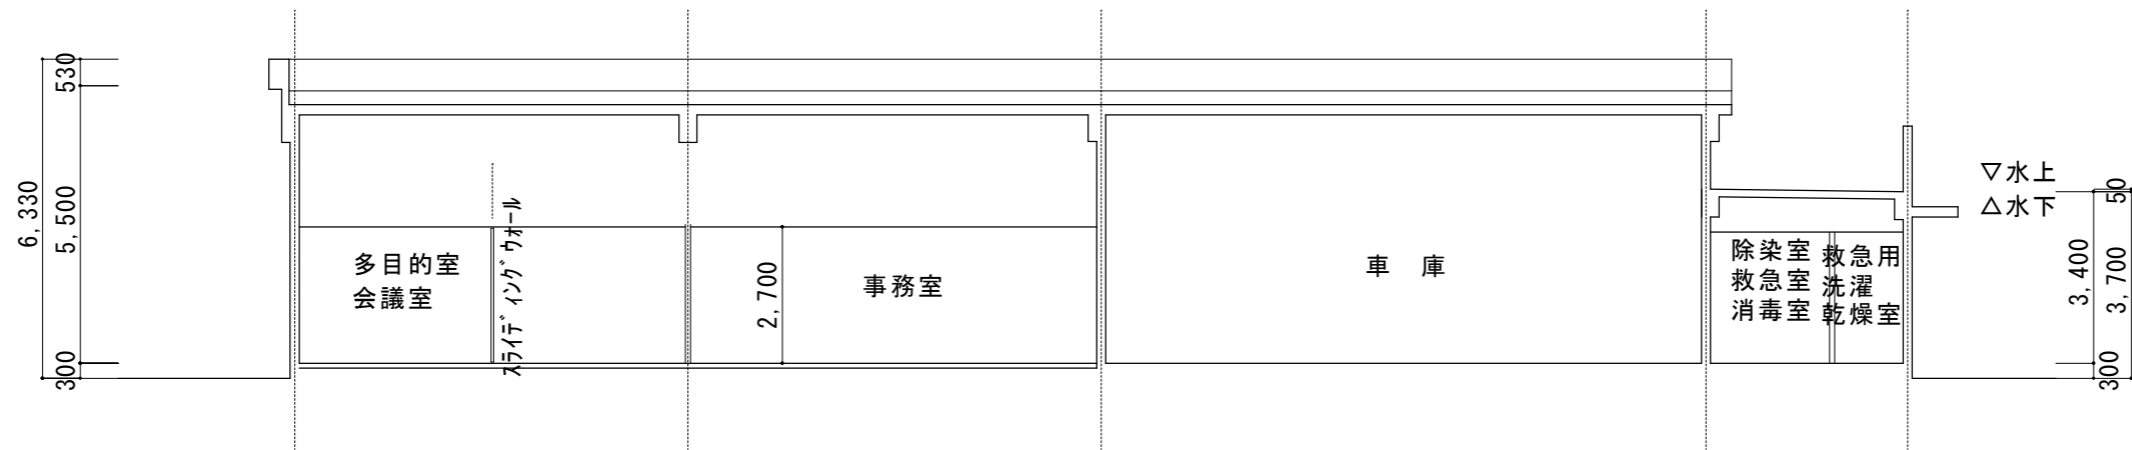 530
6,330
5,500
300
多目的室
会議室
ｽﾗｲﾃﾞｨﾝｸﾞｳｫｰﾙ
2,700
事務室
車　庫
除染室
救急室
消毒室
救急用
洗濯
乾燥室
▽水上
△水下
50
3,400
3,700
300